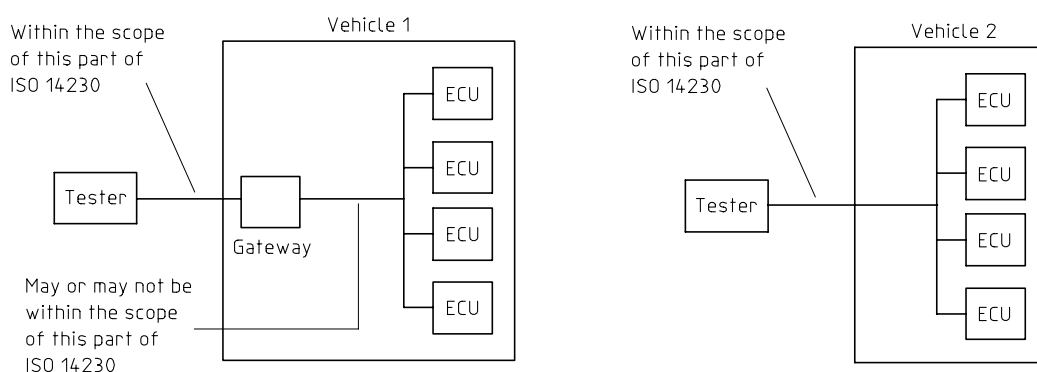 Vehicle 1
Within the scope
of this part of
ISO 14230
ECU
ECU
Tester
ECU
Gateway
ECU
May or may not be
within the scope
of this part of
ISO 14230
Vehicle 2
Within the scope
of this part of
ISO 14230
ECU
ECU
Tester
ECU
ECU